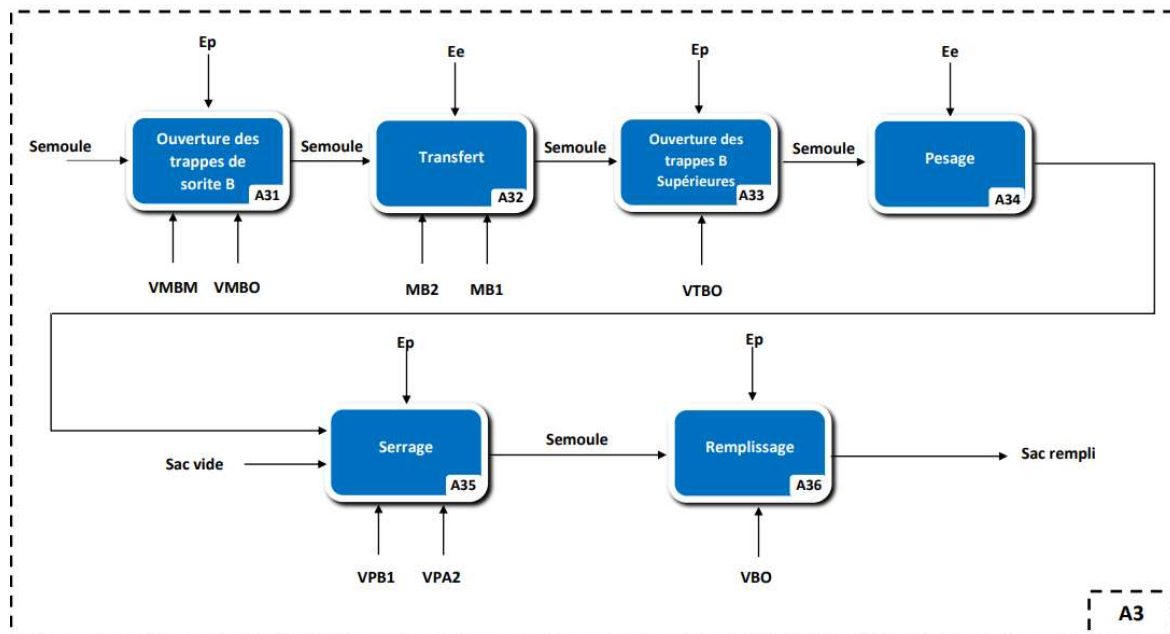 Ep
Ee
Ep
Ee
Semoule
Ouverture des
trappes de
sorite B
A31
Semoule
Transfert
A32
Semoule
Ouverture des
trappes B
Supérieures
A33
Semoule
Pesage
A34
VMBM
VMBO
MB2
MB1
VTBO
Ep
Ep
Serrage
A35
Sac vide
Semoule
Remplissage
A36
Sac rempli
VPB1
VPA2
VBO
A3